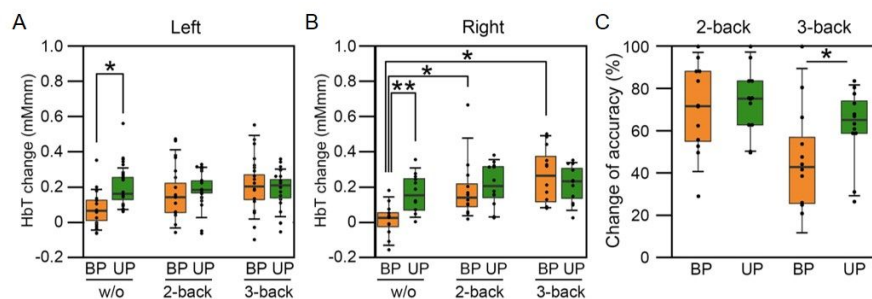 A
Left
HbT change (mMmm)
1.0
0.8
0.6
0.4
0.2
0
-0.2
*
BP UP BP UP BP UP
w/o 2-back 3-back
B
Right
HbT change (mMmm)
1.0
0.8
0.6
0.4
0.2
0
-0.2
*
*
**
BP UP BP UP BP UP
w/o 2-back 3-back
C
2-back 3-back
Change of accuracy (%)
100
80
60
40
20
0
*
BP UP BP UP